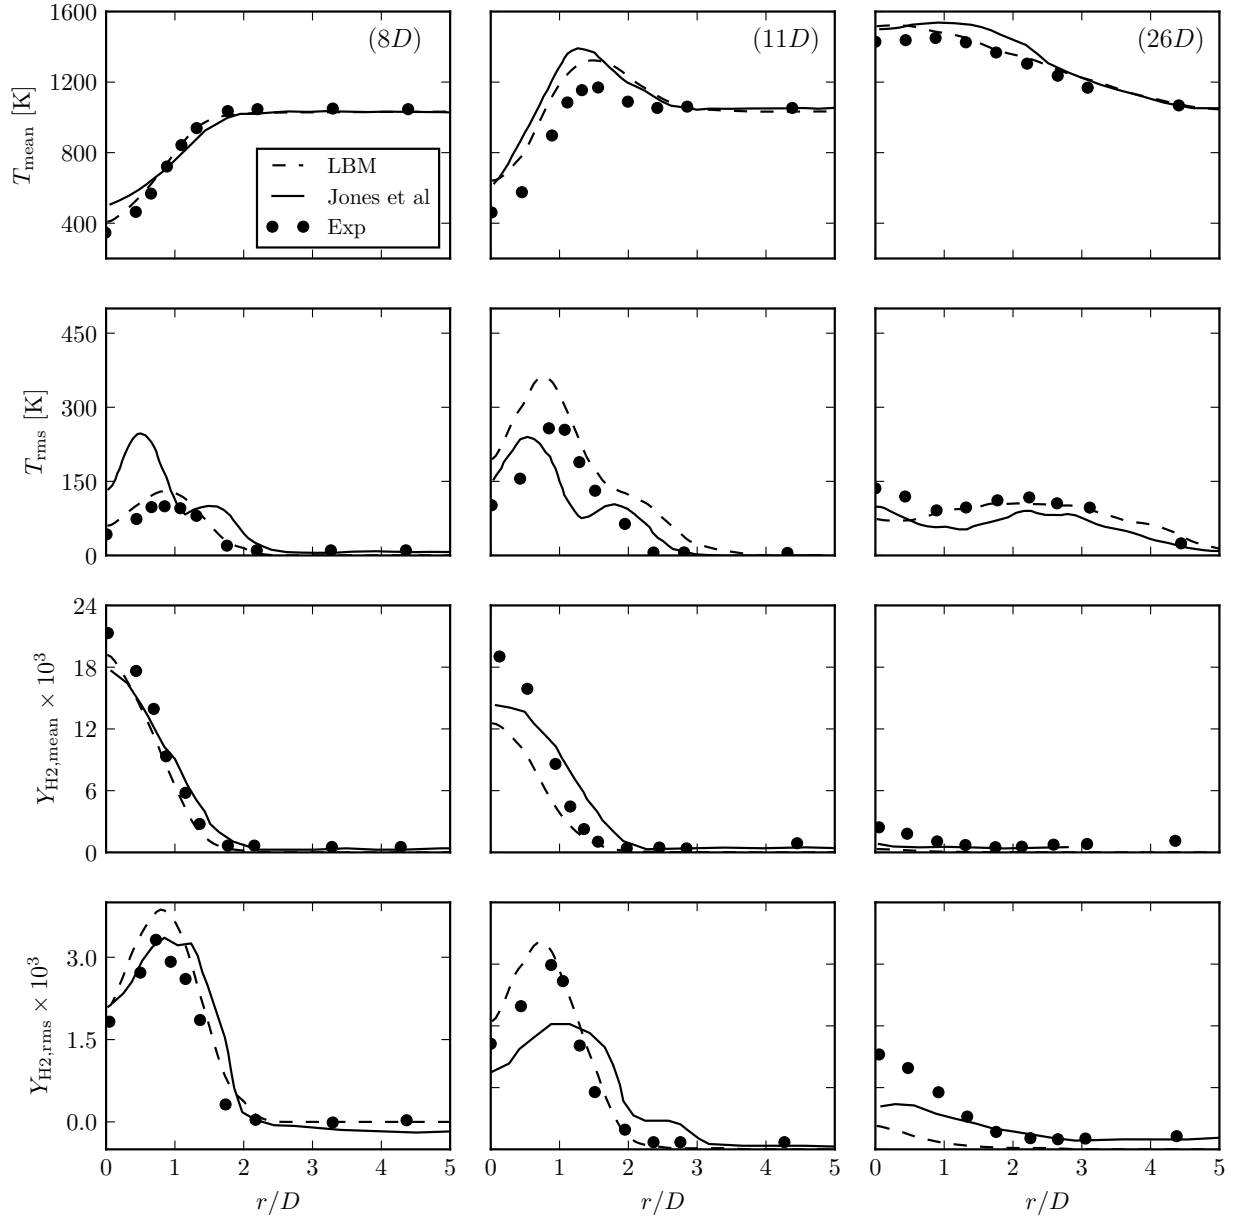 1600
1200
800
400
T_mean [K]
(8D)
(11D)
(26D)
LBM
Jones et al
Exp
450
300
150
0
T_rms [K]
24
18
12
6
0
Y_H2,mean × 10^3
3.0
1.5
0.0
Y_H2,rms × 10^3
0 1 2 3 4 5
0 1 2 3 4 5
0 1 2 3 4 5
r/D
r/D
r/D